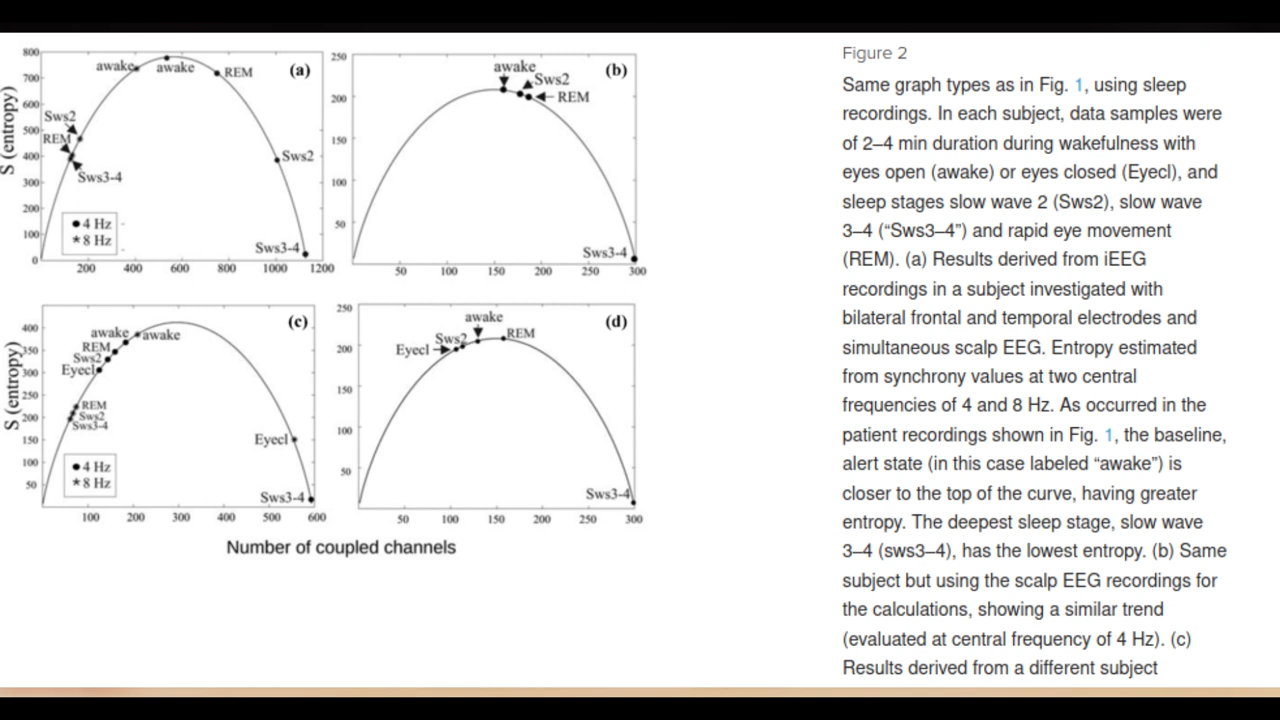 800
700
600
500
400
300
200
100
0
S (entropy)
awake
awake
REM
(a)
Sws2
REM
Sws3-4
Sws2
Sws3-4
● 4 Hz
* 8 Hz
200 400 600 800 1000 1200
250
200
150
100
50
awake
Sws2
REM
(b)
Sws3-4
50 100 150 200 250 300
400
350
300
250
200
150
100
50
S (entropy)
awake
awake
REM
Sws2
Eyecl
REM
Sws2
Sws3-4
(c)
Eyecl
Sws3-4
● 4 Hz
* 8 Hz
100 200 300 400 500 600
250
200
150
100
50
awake
Sws2
REM
Eyecl
(d)
Sws3-4
50 100 150 200 250 300
Number of coupled channels
Figure 2
Same graph types as in Fig. 1, using sleep
recordings. In each subject, data samples were
of 2–4 min duration during wakefulness with
eyes open (awake) or eyes closed (Eyecl), and
sleep stages slow wave 2 (Sws2), slow wave
3–4 (“Sws3–4”) and rapid eye movement
(REM). (a) Results derived from iEEG
recordings in a subject investigated with
bilateral frontal and temporal electrodes and
simultaneous scalp EEG. Entropy estimated
from synchrony values at two central
frequencies of 4 and 8 Hz. As occurred in the
patient recordings shown in Fig. 1, the baseline,
alert state (in this case labeled “awake”) is
closer to the top of the curve, having greater
entropy. The deepest sleep stage, slow wave
3–4 (sws3–4), has the lowest entropy. (b) Same
subject but using the scalp EEG recordings for
the calculations, showing a similar trend
(evaluated at central frequency of 4 Hz). (c)
Results derived from a different subject